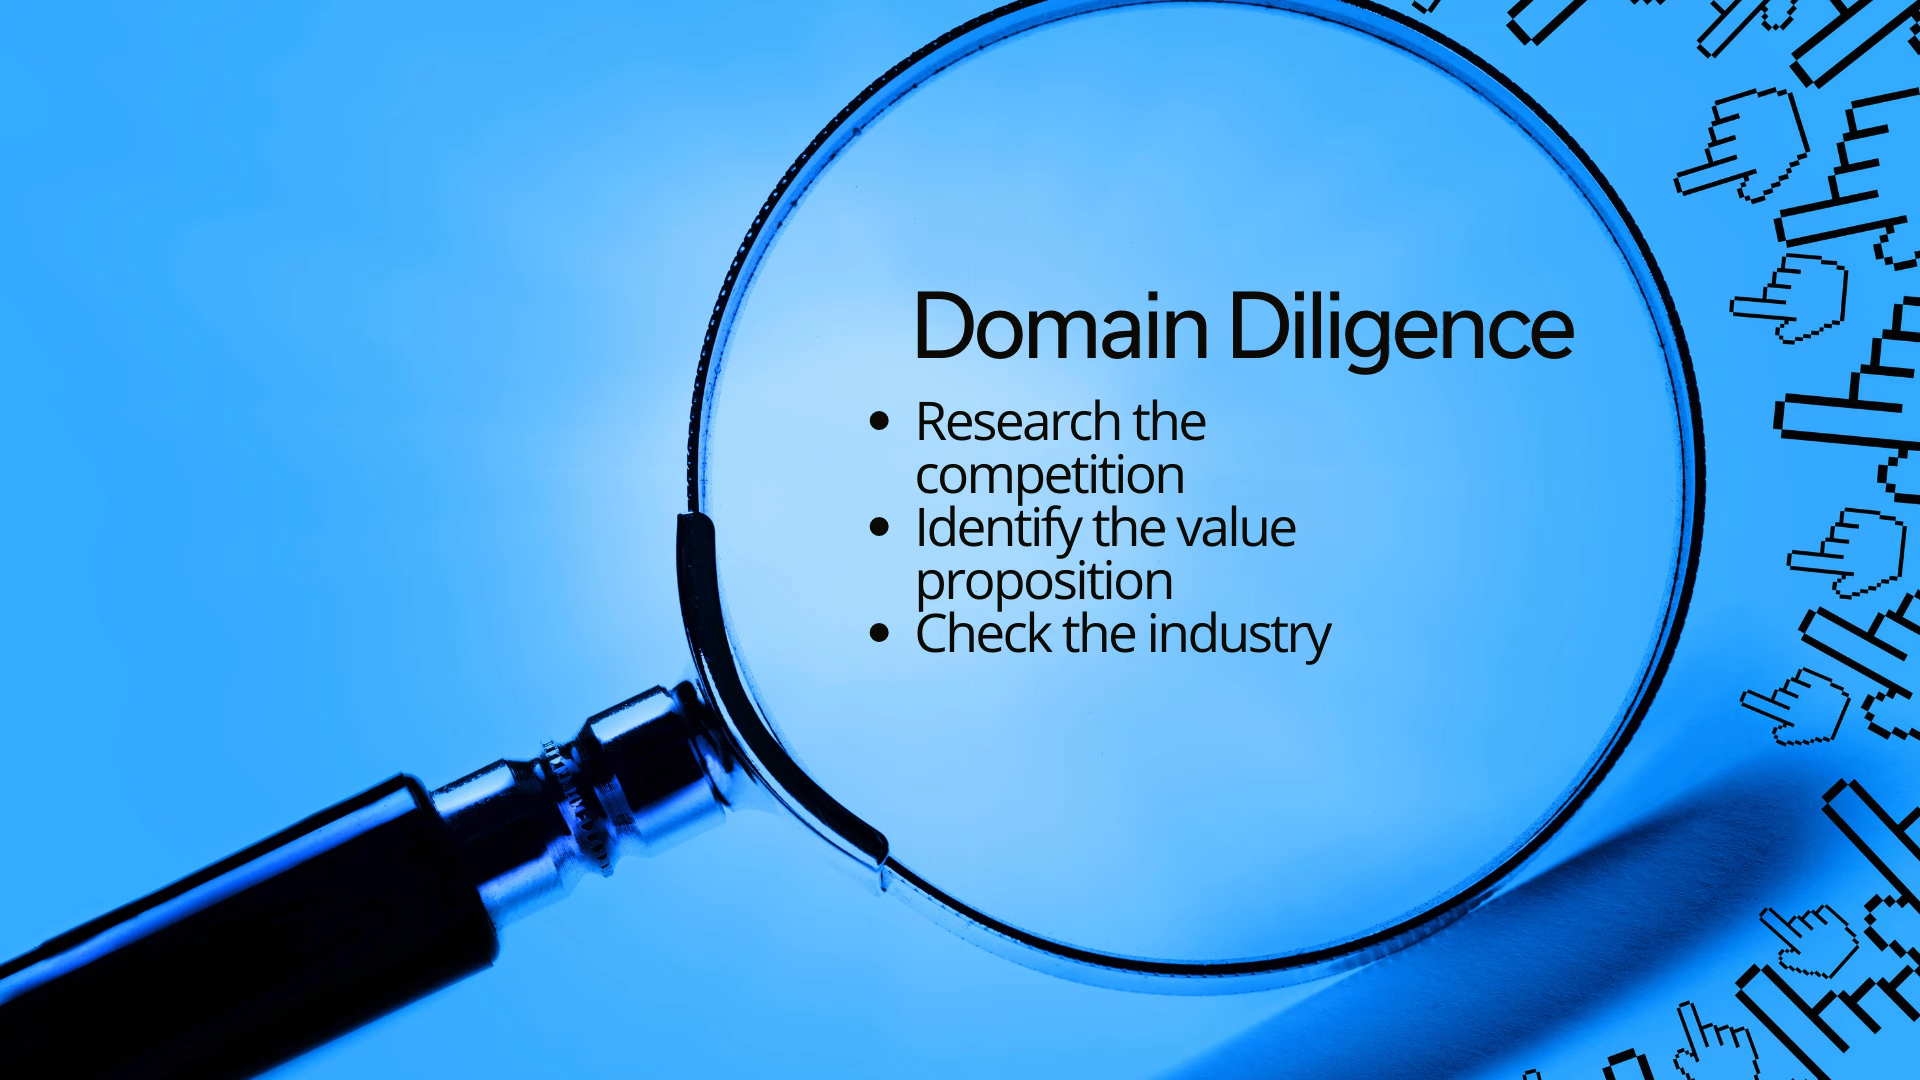 Domain Diligence
• Research the
competition
• Identify the value
proposition
• Check the industry